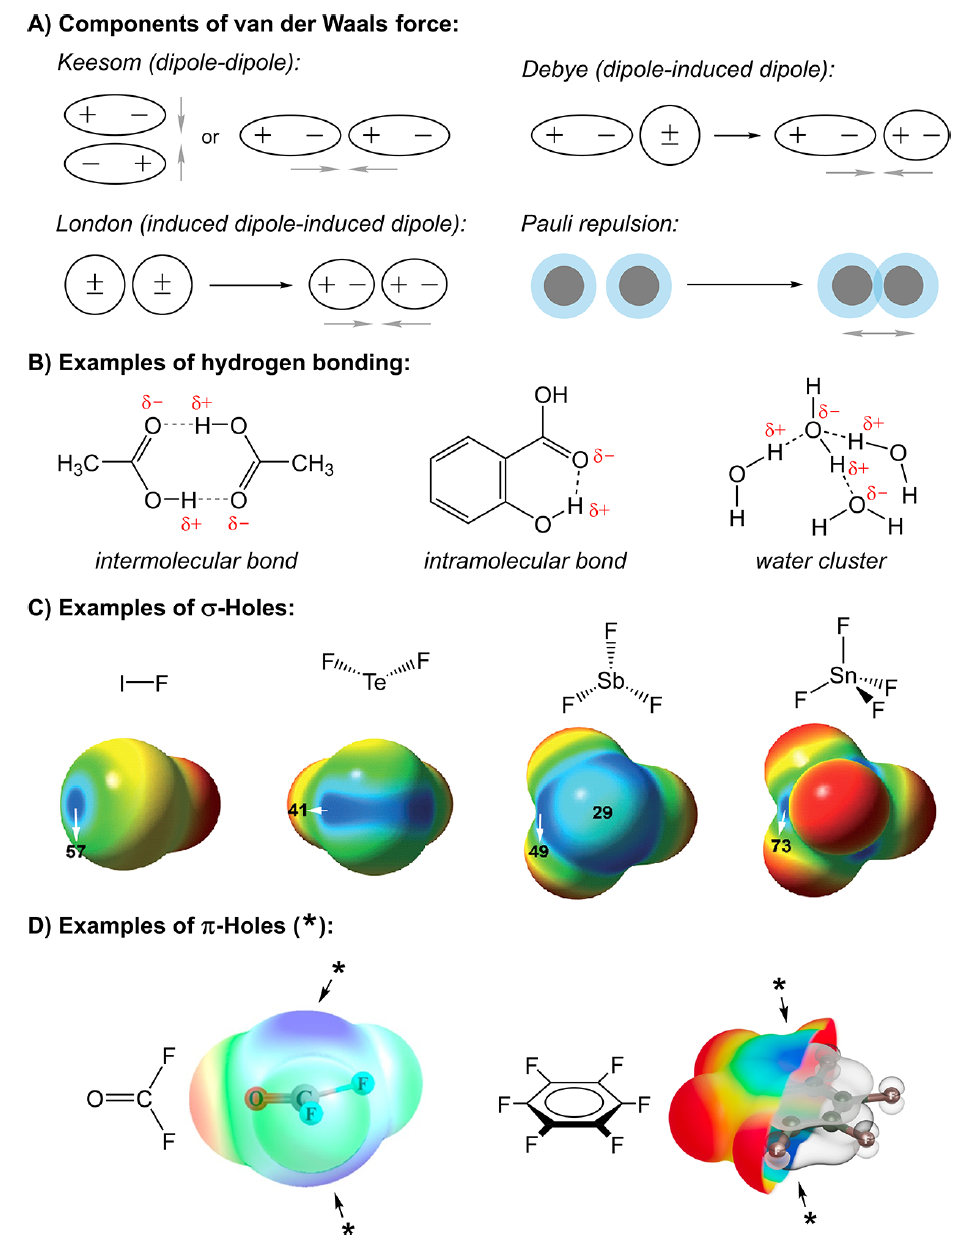 A) Components of van der Waals force:
Keesom (dipole-dipole):
Debye (dipole-induced dipole):
+ −
− +
or
+ − + −
+ − ±
+ − + −
London (induced dipole-induced dipole):
Pauli repulsion:
± ±
+ − + −
B) Examples of hydrogen bonding:
δ− δ+
O H O
H₃C CH₃
O H O
δ+ δ−
intermolecular bond
OH
O δ−
H δ+
O
intramolecular bond
H
δ−
δ+ O δ+
H H
O O
H δ+
H
δ−
O
H
H H
water cluster
C) Examples of σ-Holes:
I F
F F
Te
F
Sb
F F
F
Sn
F F
F
57
41
29
49
73
D) Examples of π-Holes (*):
*
F
O C
F
O C F
F
*
*
F F
F F
F F
*